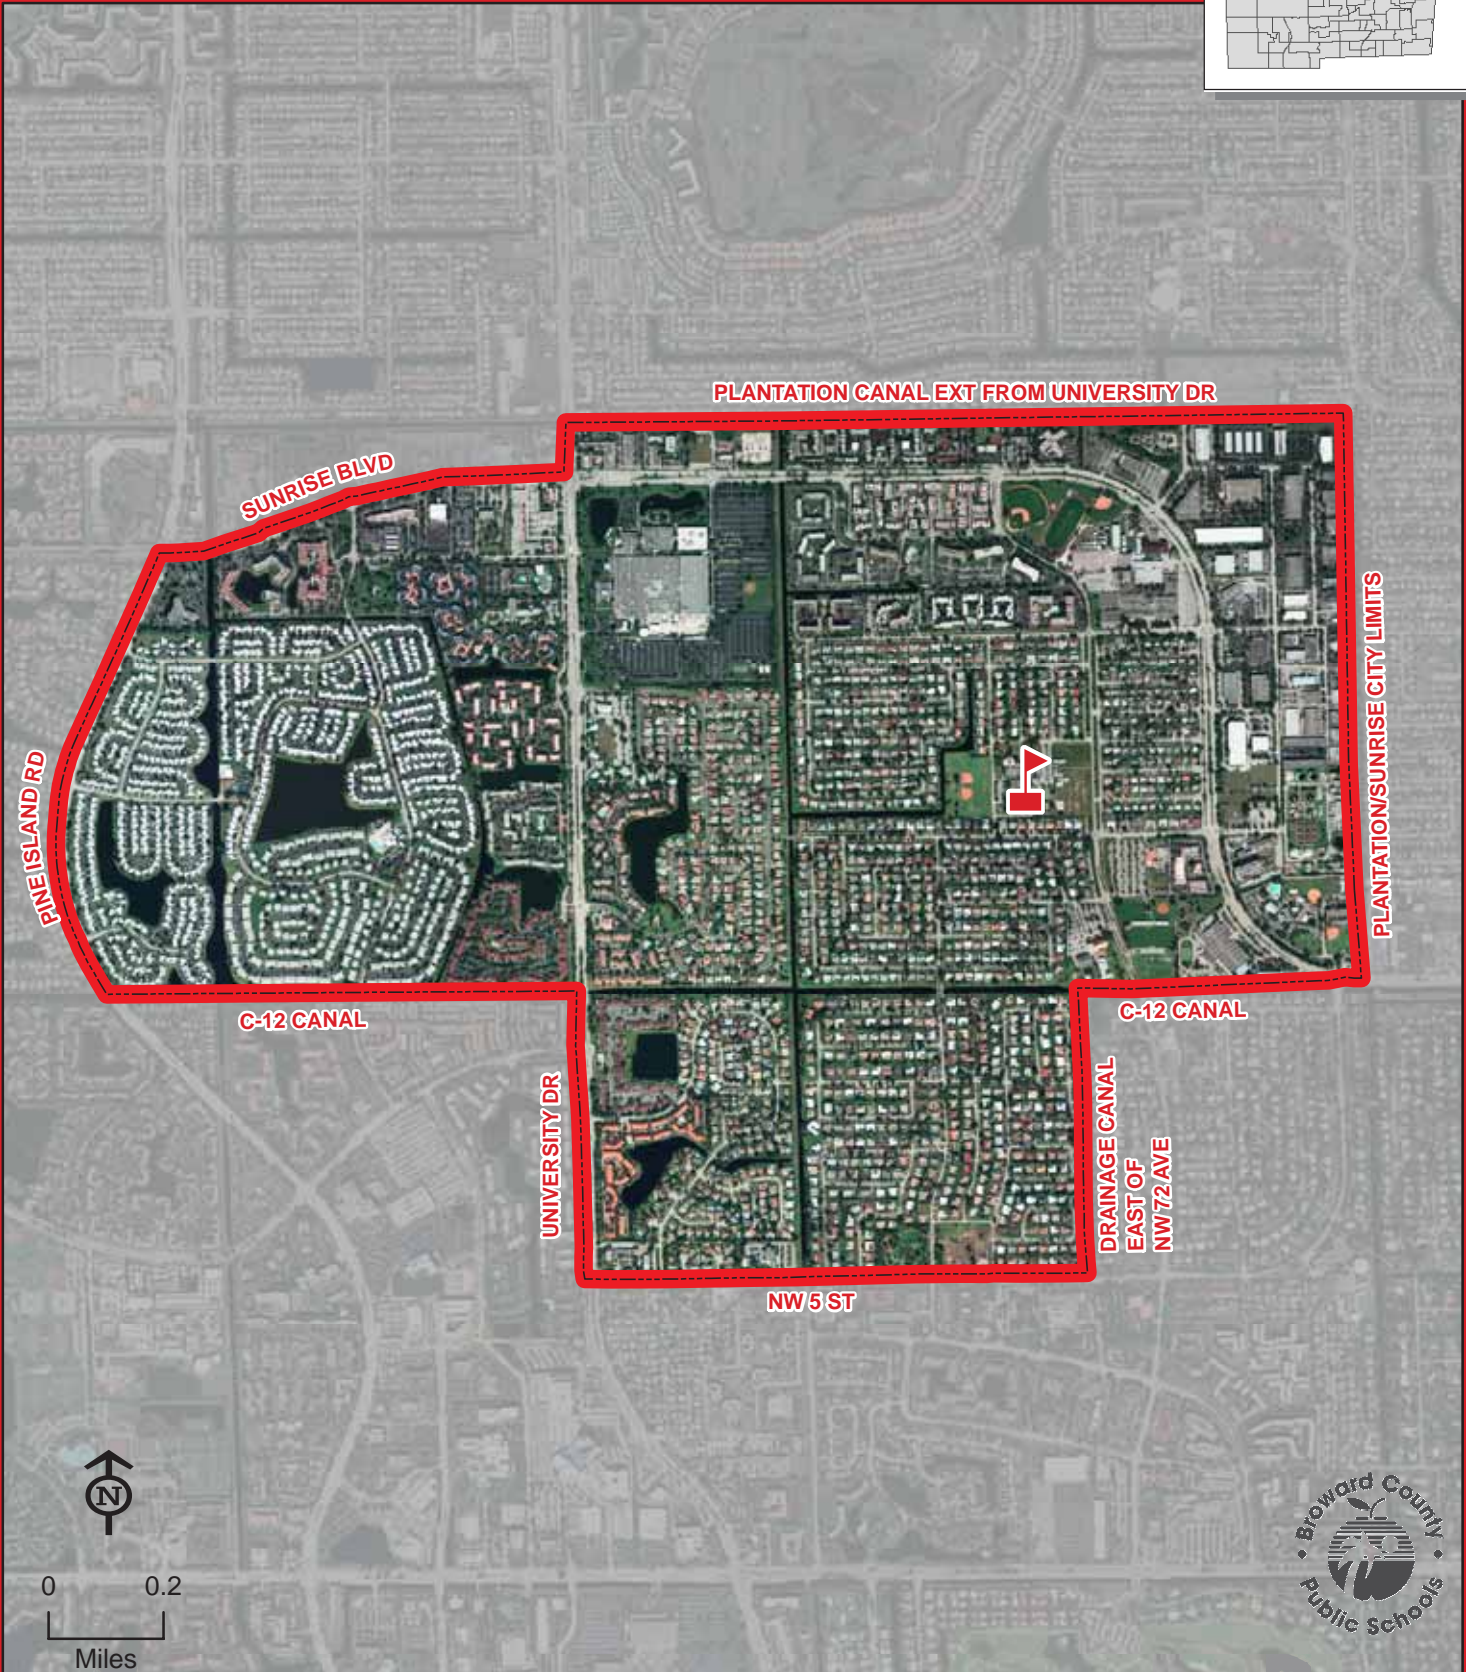 PLANTATION CANAL EXT FROM UNIVERSITY DR
SUNRISE BLVD
PLANTATION/SUNRISE CITY LIMITS
PINE ISLAND RD
C-12 CANAL
C-12 CANAL
UNIVERSITY DR
DRAINAGE CANAL
EAST OF
NW 72 AVE
NW 5 ST
N
0 0.2
Miles
Broward County
Public Schools